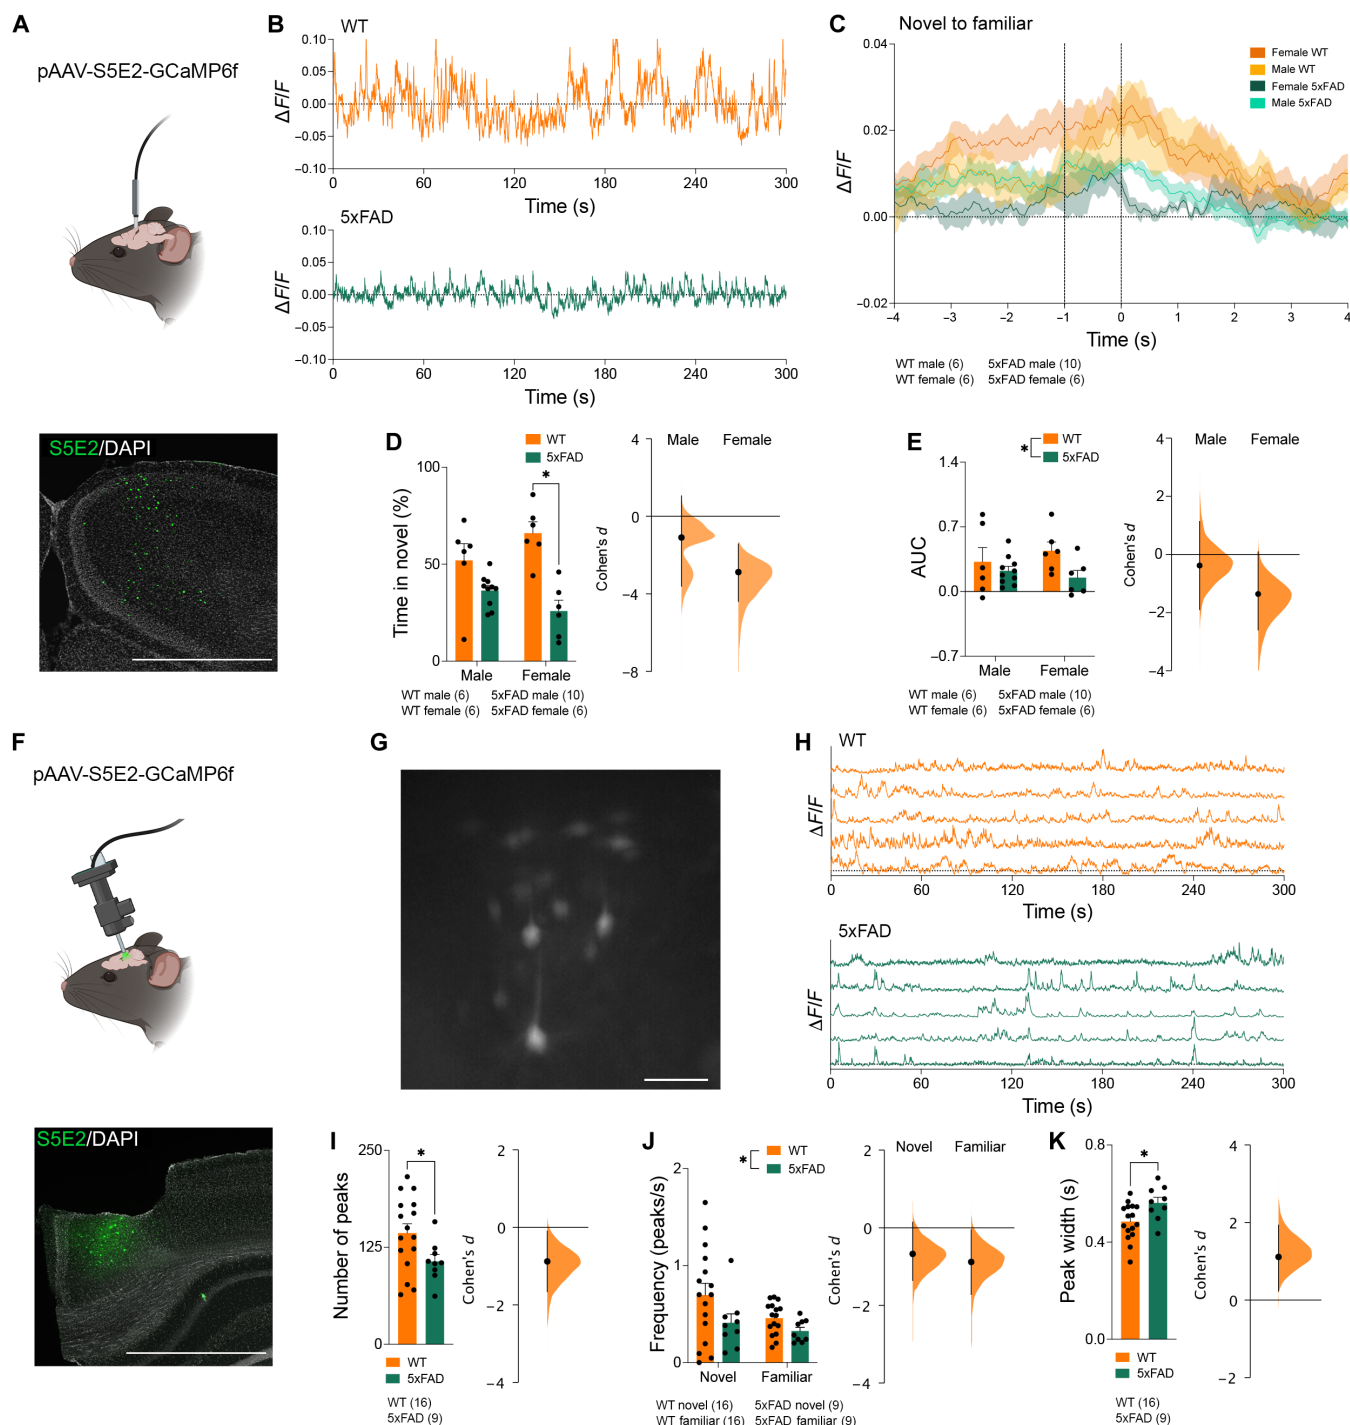 A
pAAV-S5E2-GCaMP6f
S5E2/DAPI
B
WT
ΔF/F
0.10
0.05
0.00
−0.05
−0.10
0 60 120 180 240 300
Time (s)
5xFAD
ΔF/F
0.10
0.05
0.00
−0.05
−0.10
0 60 120 180 240 300
Time (s)
C
Novel to familiar
Female WT
Male WT
Female 5xFAD
Male 5xFAD
ΔF/F
0.04
0.02
0.00
−0.02
−4 −3 −2 −1 0 1 2 3 4
Time (s)
WT male (6) 5xFAD male (10)
WT female (6) 5xFAD female (6)
D
WT
5xFAD
*
Time in novel (%)
100
50
0
Male Female
WT male (6) 5xFAD male (10)
WT female (6) 5xFAD female (6)
Male Female
Cohen's d
4
0
−4
−8
E
WT
5xFAD
*
AUC
1.4
0.7
0.0
−0.7
Male Female
WT male (6) 5xFAD male (10)
WT female (6) 5xFAD female (6)
Male Female
Cohen's d
4
2
0
−2
−4
F
pAAV-S5E2-GCaMP6f
S5E2/DAPI
G
H
WT
ΔF/F
0 60 120 180 240 300
Time (s)
5xFAD
ΔF/F
0 60 120 180 240 300
Time (s)
I
Number of peaks
250
125
0
*
WT
5xFAD
WT (16)
5xFAD (9)
Cohen's d
2
0
−2
−4
J
WT
5xFAD
*
Frequency (peaks/s)
2
1
0
Novel Familiar
WT novel (16) 5xFAD novel (9)
WT familiar (16) 5xFAD familiar (9)
Novel Familiar
Cohen's d
2
0
−2
−4
K
Peak width (s)
0.8
0.4
0.0
*
WT
5xFAD
WT (16)
5xFAD (9)
Cohen's d
4
2
0
−2